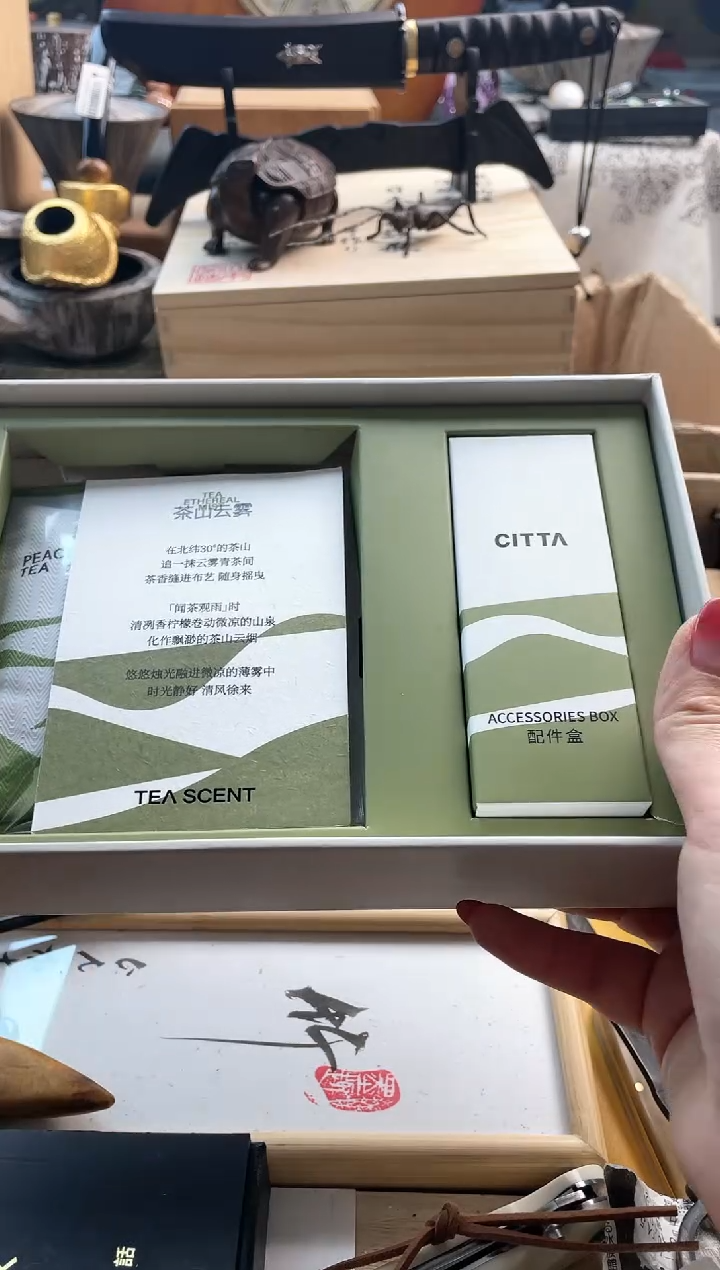 PEAC
TEA
TEA
ETHEREAL
茶山云雾
在北纬30°的茶山
追一抹云雾青茶间
茶香缝进布艺 随身摇曳
「闻茶观雨」时
清冽香柠檬卷动微凉的山泉
化作飘渺的茶山云烟
悠悠烛光融进微凉的薄雾中
时光静好 清风徐来
TEA SCENT
CITTA
ACCESSORIES BOX
配件盒
話